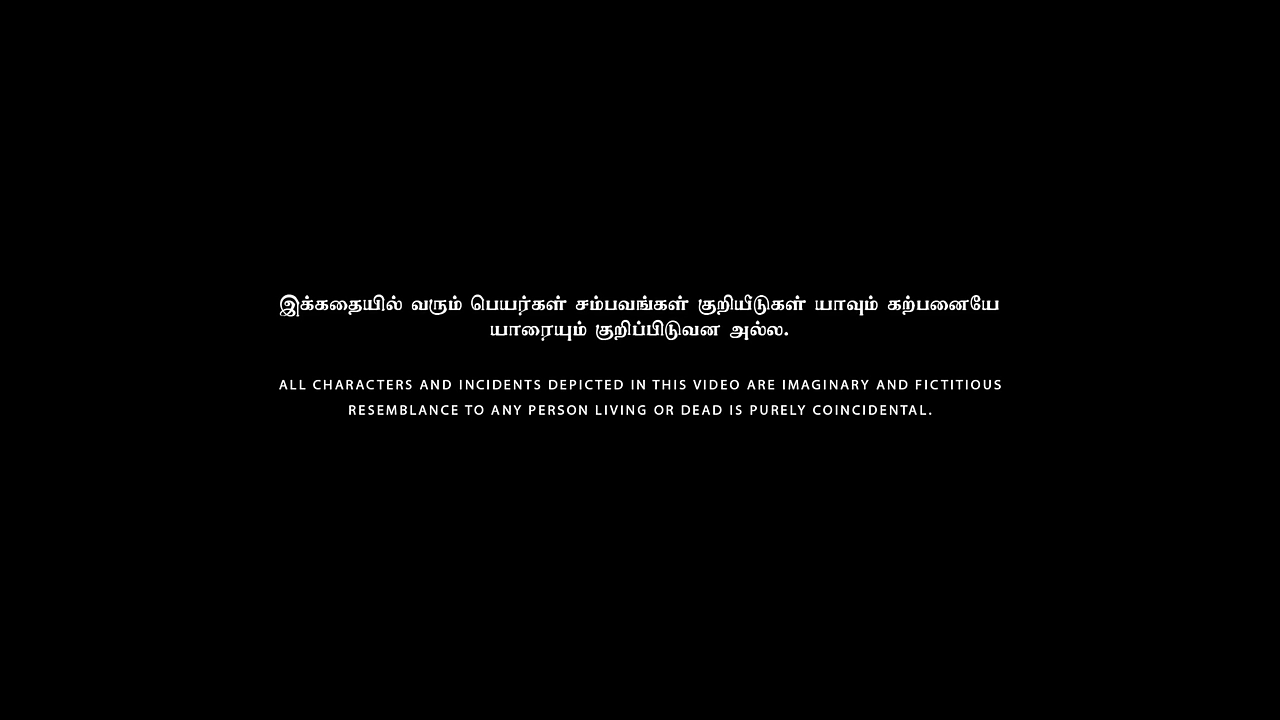 இக்கதையில் வரும் பெயர்கள் சம்பவங்கள் குறியீடுகள் யாவும் கற்பனையே
யாரையும் குறிப்பிடுவன அல்ல.
ALL CHARACTERS AND INCIDENTS DEPICTED IN THIS VIDEO ARE IMAGINARY AND FICTITIOUS
RESEMBLANCE TO ANY PERSON LIVING OR DEAD IS PURELY COINCIDENTAL.